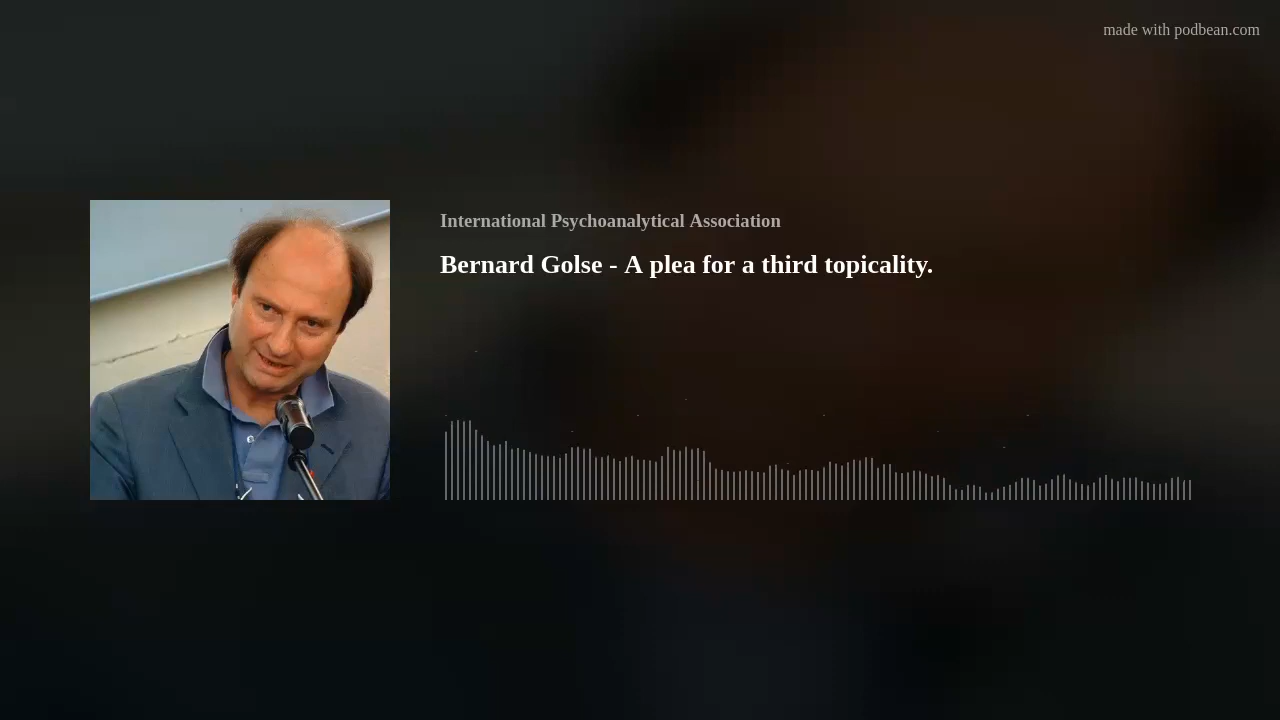 made with podbean.com
International Psychoanalytical Association
Bernard Golse - A plea for a third topicality.